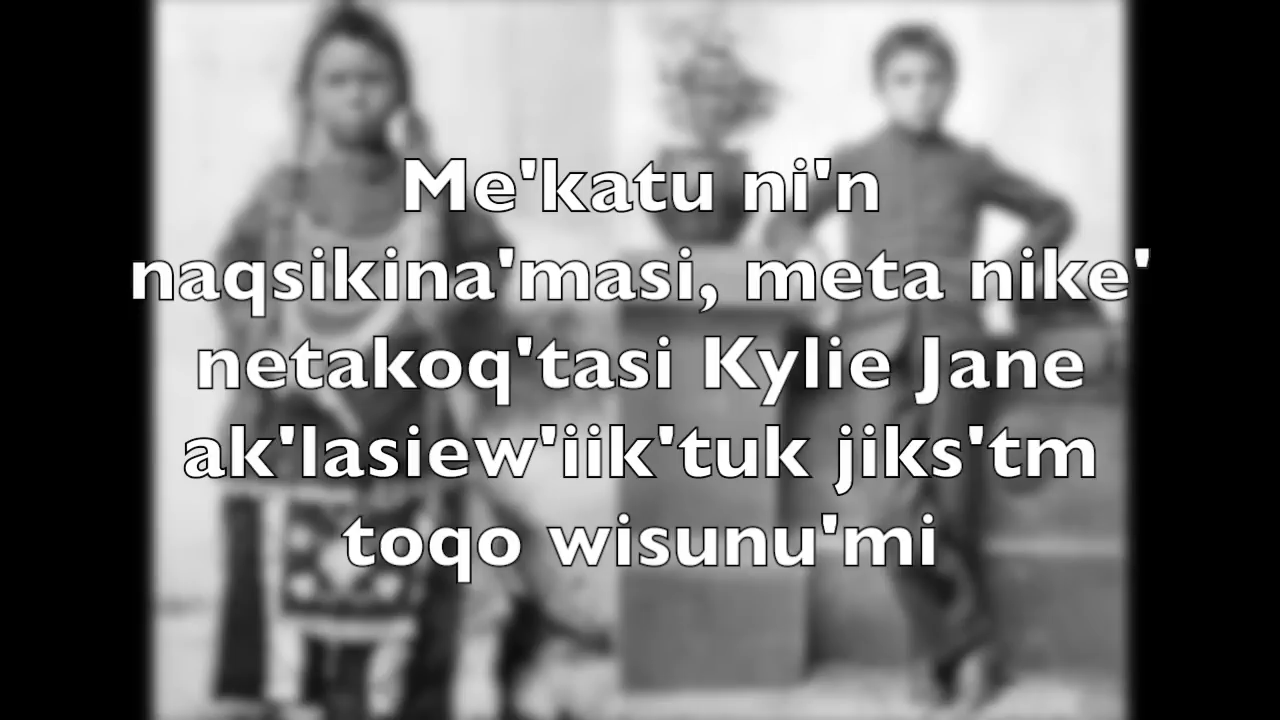 Me'katu ni'n
naqsikina'masi, meta nike'
netakoq'tasi Kylie Jane
ak'lasiew'iik'tuk jiks'tm
toqo wisunu'mi